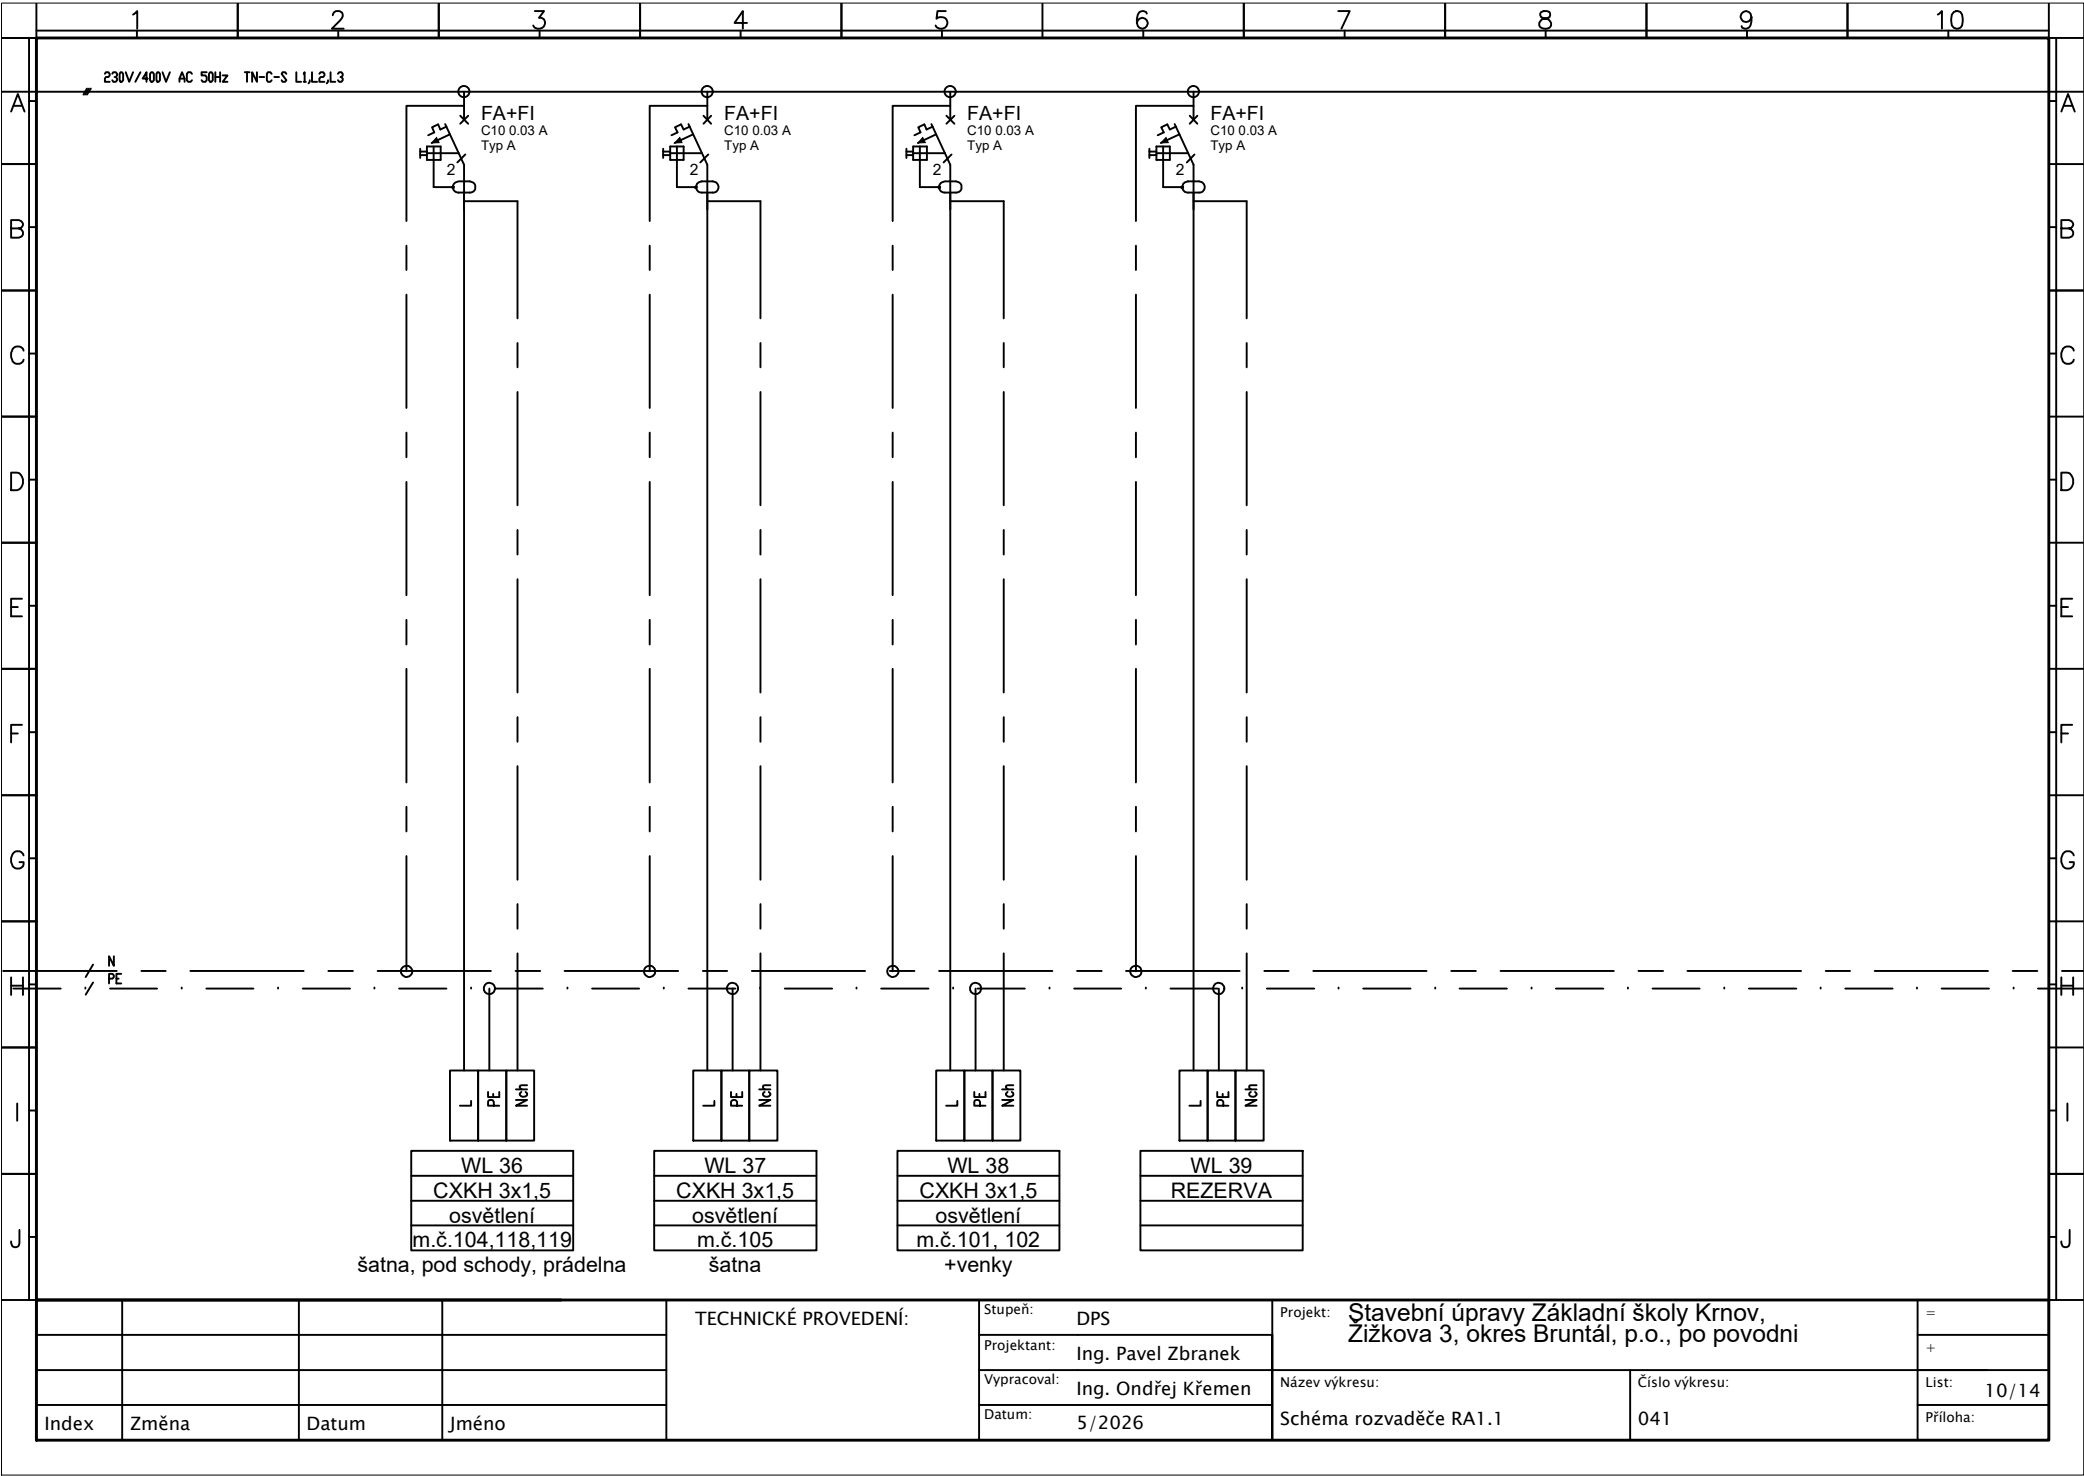 1 2 3 4 5 6 7 8 9 10
230V/400V AC 50Hz TN-C-S L1,L2,L3
A A
FA+FI FA+FI FA+FI FA+FI
C10 0.03 A C10 0.03 A C10 0.03 A C10 0.03 A
Typ A Typ A Typ A Typ A
2 2 2 2
B B
C C
D D
E E
F F
G G
N
PE
H H
L PE Nch L PE Nch L PE Nch L PE Nch
I I
WL 36 WL 37 WL 38 WL 39
CXKH 3x1,5 CXKH 3x1,5 CXKH 3x1,5 REZERVA
osvětlení osvětlení osvětlení
m.č.104,118,119 m.č.105 m.č.101, 102
J J
šatna, pod schody, prádelna šatna +venky
TECHNICKÉ PROVEDENÍ:
Stupeň: DPS
Projektant: Ing. Pavel Zbranek
Vypracoval: Ing. Ondřej Křemen
Datum: 5/2026
Projekt: Stavební úpravy Základní školy Krnov,
Žižkova 3, okres Bruntál, p.o., po povodni
Název výkresu:
Schéma rozvaděče RA1.1
Číslo výkresu:
041
=
+
List: 10/14
Příloha:
Index Změna Datum Jméno